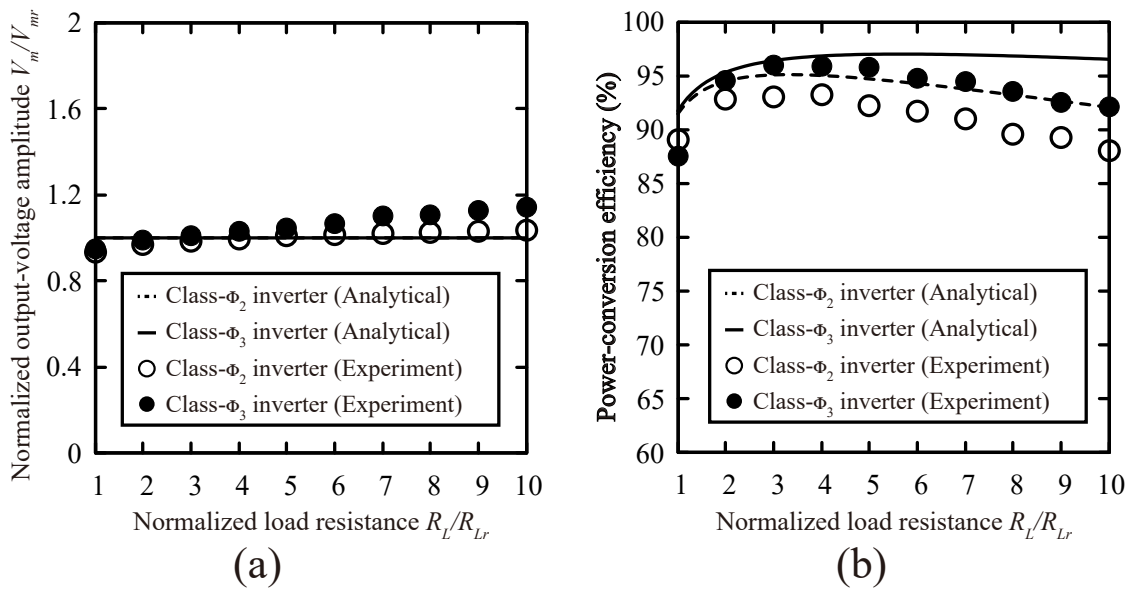 Normalized output-voltage amplitude Vm/Vmr
2
1.6
1.2
0.8
0.4
0
Class-Φ2 inverter (Analytical)
Class-Φ3 inverter (Analytical)
Class-Φ2 inverter (Experiment)
Class-Φ3 inverter (Experiment)
1 2 3 4 5 6 7 8 9 10
Normalized load resistance RL/RLr
(a)
Power-conversion efficiency (%)
100
95
90
85
80
75
70
65
60
Class-Φ2 inverter (Analytical)
Class-Φ3 inverter (Analytical)
Class-Φ2 inverter (Experiment)
Class-Φ3 inverter (Experiment)
1 2 3 4 5 6 7 8 9 10
Normalized load resistance RL/RLr
(b)